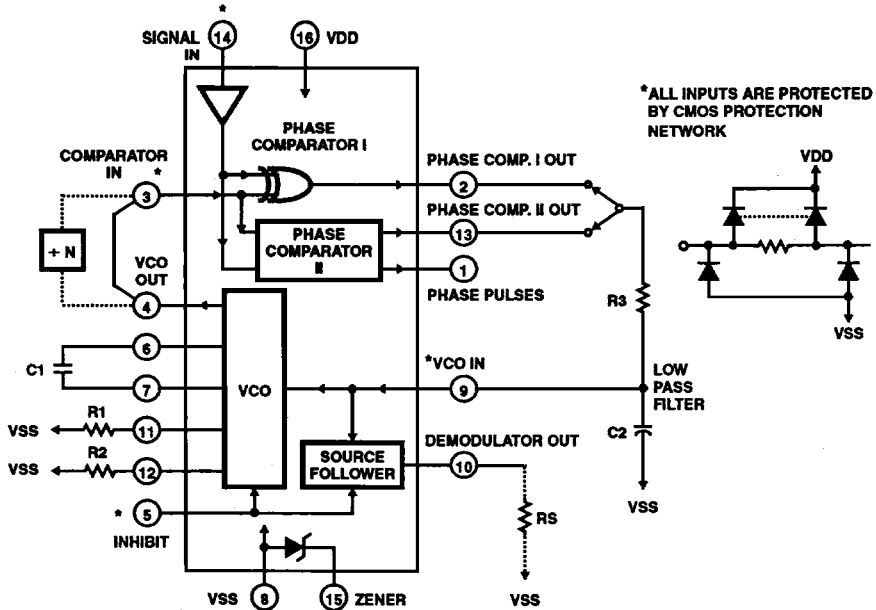 *
SIGNAL IN
14
16
VDD
*ALL INPUTS ARE PROTECTED
BY CMOS PROTECTION
NETWORK
VDD
VSS
PHASE
COMPARATOR I
COMPARATOR
IN
*
3
PHASE COMP. I OUT
2
PHASE COMP. II OUT
13
PHASE
COMPARATOR
II
1
PHASE PULSES
÷ N
VCO
OUT
4
R3
6
C1
7
VCO
*VCO IN
9
LOW
PASS
FILTER
C2
VSS
VSS
R1
11
VSS
R2
12
SOURCE
FOLLOWER
DEMODULATOR OUT
10
RS
VSS
*
5
INHIBIT
VSS
8
15
ZENER